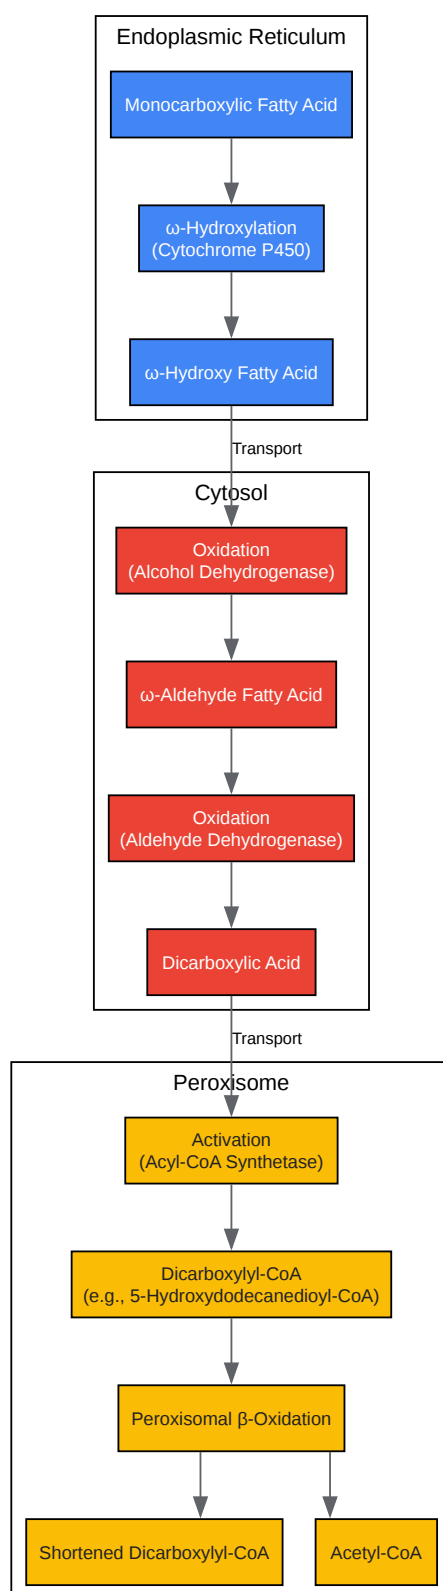 Endoplasmic Reticulum
Monocarboxylic Fatty Acid
ω-Hydroxylation
(Cytochrome P450)
ω-Hydroxy Fatty Acid
Transport
Cytosol
Oxidation
(Alcohol Dehydrogenase)
ω-Aldehyde Fatty Acid
Oxidation
(Aldehyde Dehydrogenase)
Dicarboxylic Acid
Transport
Peroxisome
Activation
(Acyl-CoA Synthetase)
Dicarboxylyl-CoA
(e.g., 5-Hydroxydodecanedioyl-CoA)
Peroxisomal β-Oxidation
Shortened Dicarboxylyl-CoA
Acetyl-CoA